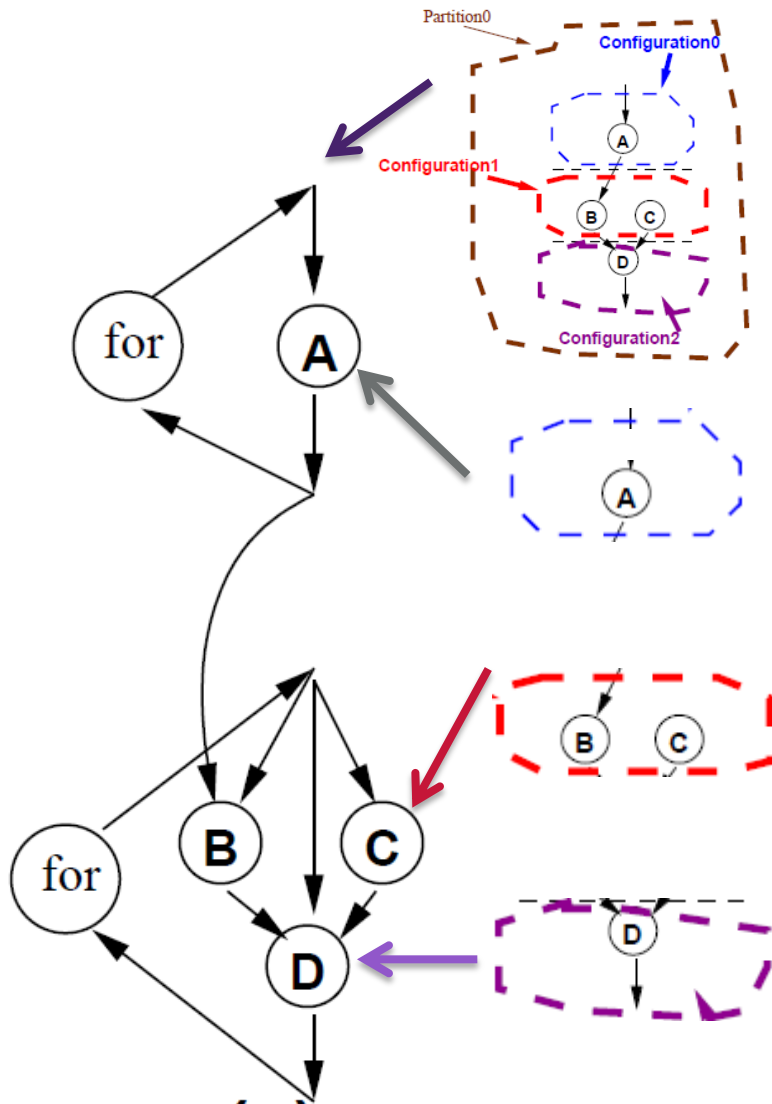 Partition0
Configuration0
A
Configuration1
B C
D
Configuration2
for
A
A
B C
B C
for
D
D